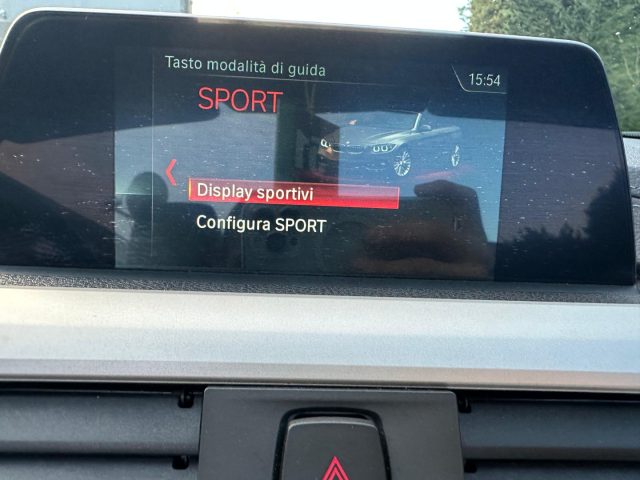 Tasto modalità di guida
15:54
SPORT
Display sportivi
Configura SPORT